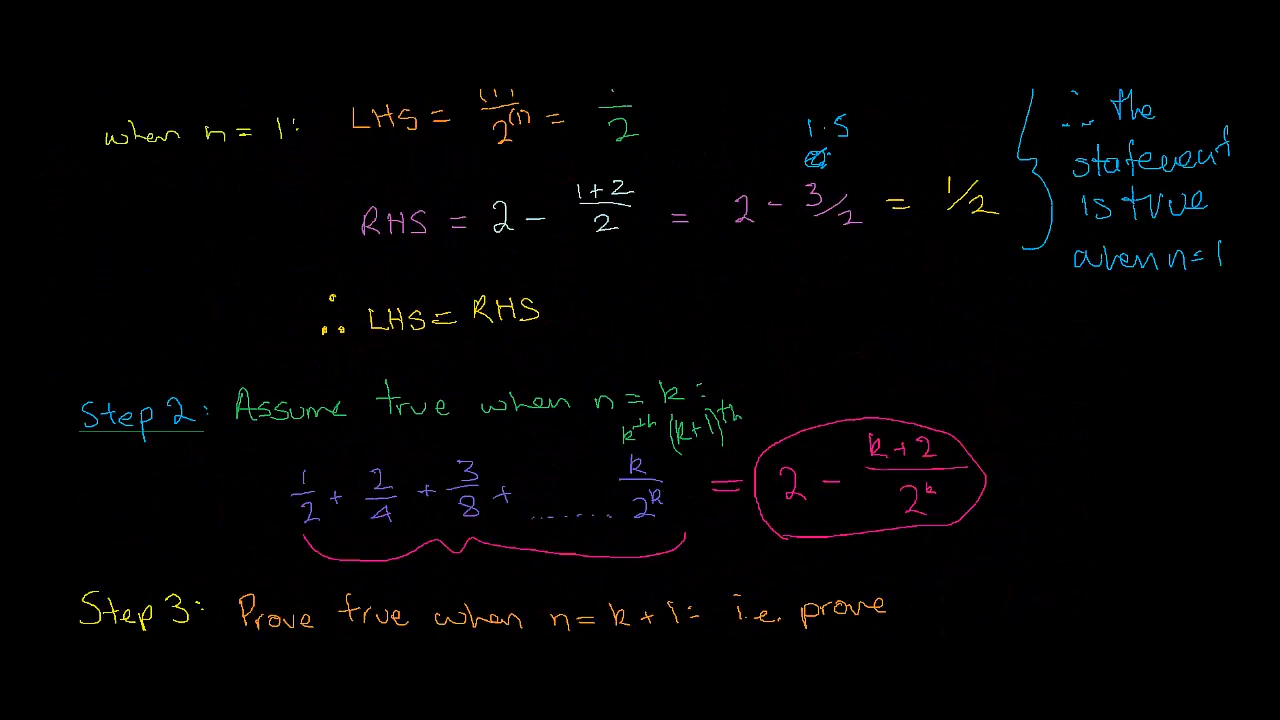 when n = 1: LHS = (1)/2^(1) = 1/2
1.5
RHS = 2 - (1+2)/2 = 2 - 3/2 = 1/2
∴ the
statement
is true
when n = 1
∴ LHS = RHS
Step 2: Assume true when n = k:
k^th (k+1)^th
1/2 + 2/4 + 3/8 + ........ k/2^k = 2 - (k+2)/2^k
Step 3: Prove true when n = k + 1: i.e. prove